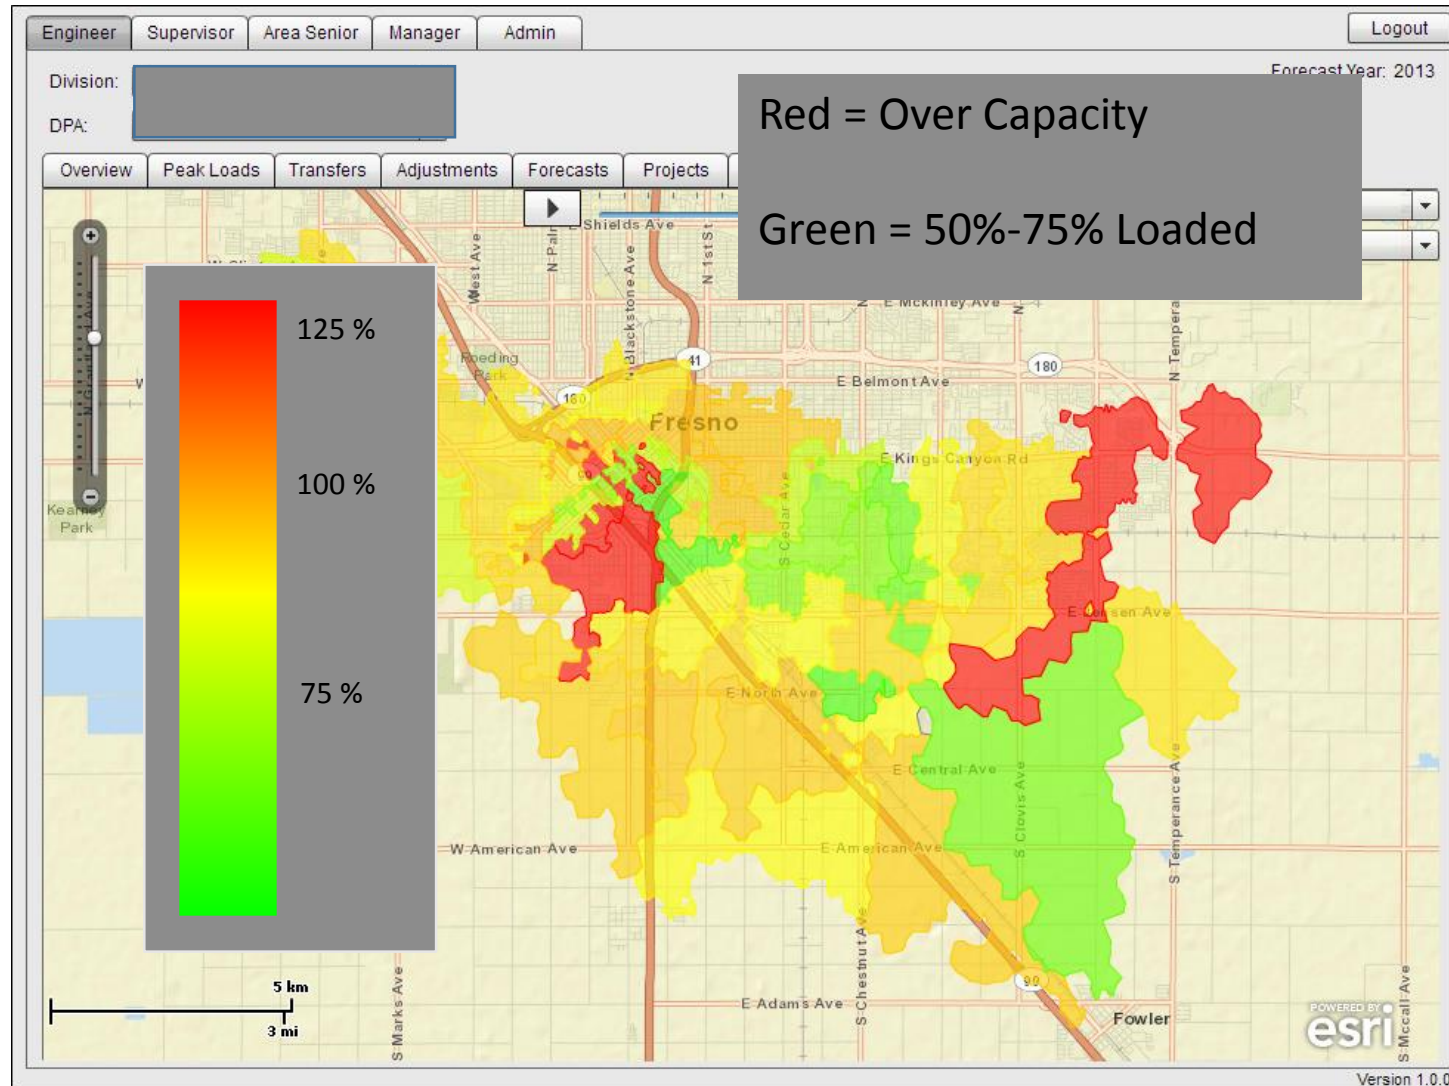 Engineer Supervisor Area Senior Manager Admin Logout
Division:
Forecast Year: 2013
DPA:
Red = Over Capacity
Green = 50%-75% Loaded
Overview Peak Loads Transfers Adjustments Forecasts Projects
E Shields Ave
N 1st St
West Ave
N Blackstone Ave
E Mckinley Ave
125 %
100 %
75 %
Roeding
Park
41
180
180
E Belmont Ave
Fresno
E Kings Canyon Rd
Kearney
Park
S Cedar Ave
E Jensen Ave
E North Ave
E Central Ave
S Clovis Ave
S Temperance Ave
W American Ave
E American Ave
S Chestnut Ave
S Marks Ave
E Adams Ave
Fowler
S Mccall Ave
5 km
3 mi
POWERED BY
esri
Version 1.0.0